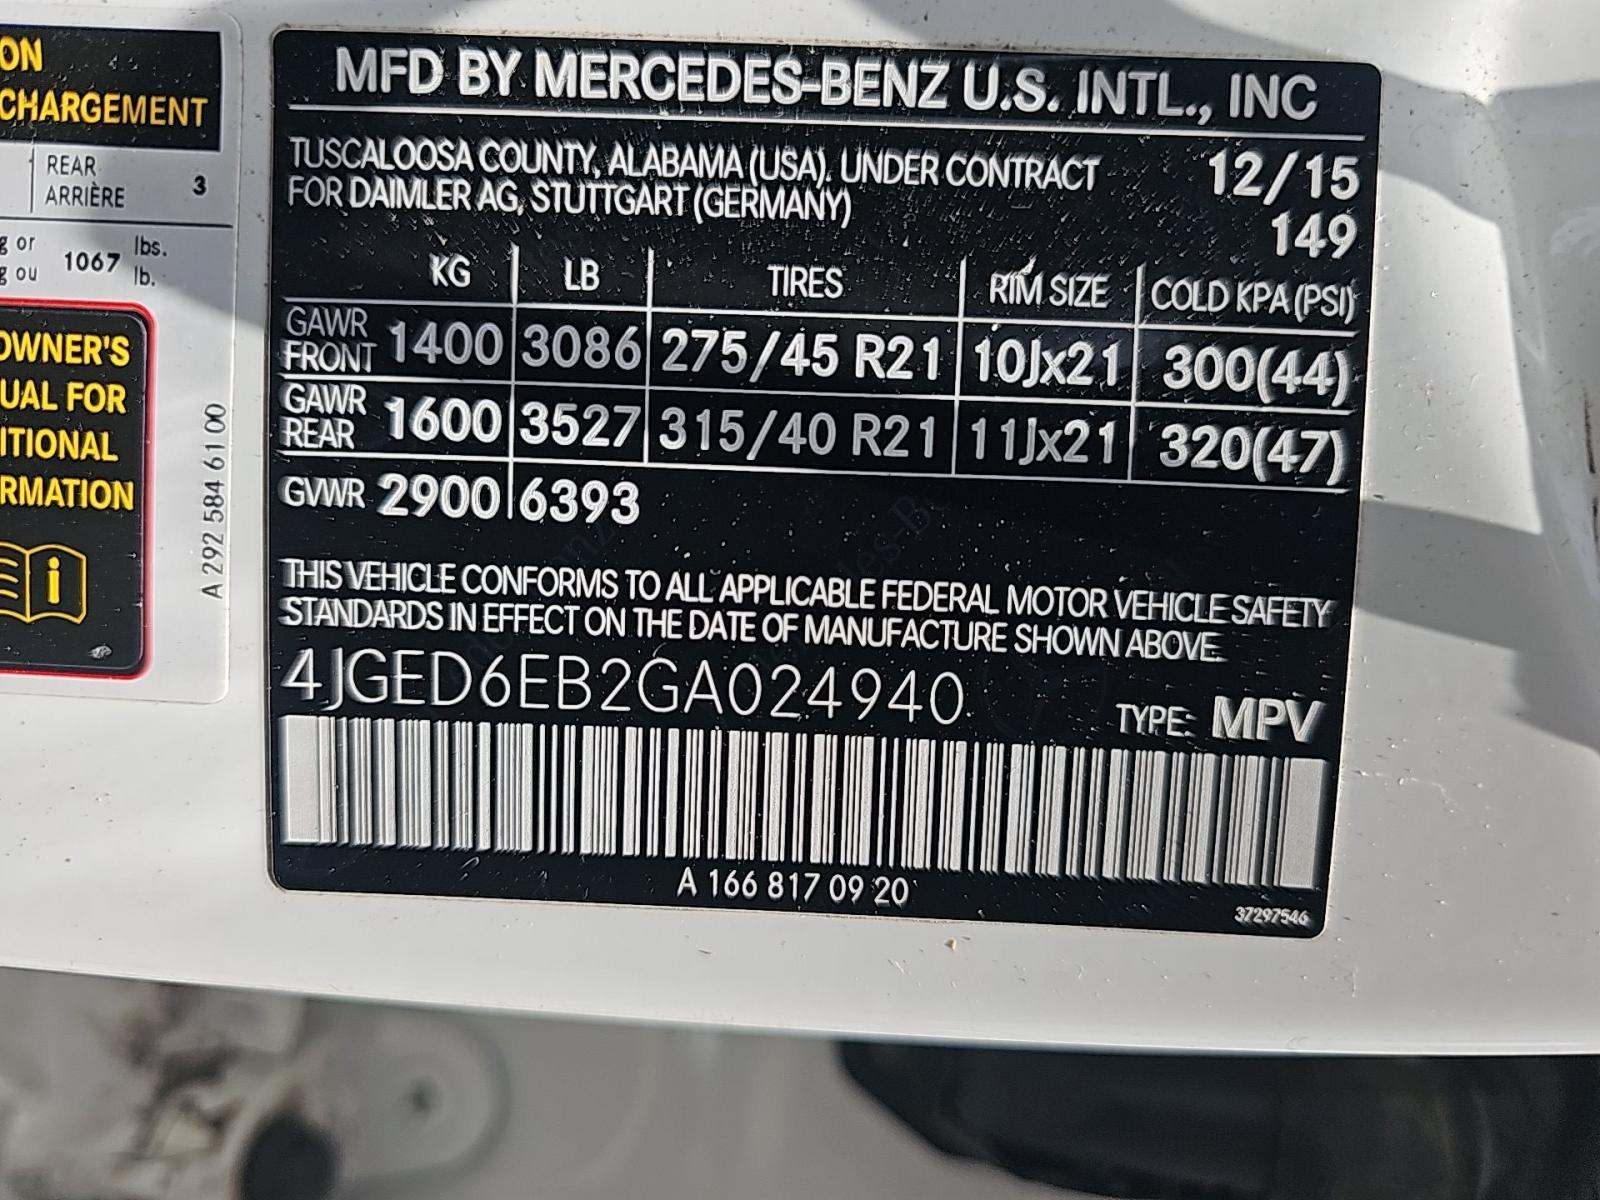 ON
CHARGEMENT
REAR
ARRIÈRE 3
g or
g ou 1067 lbs.
lb.
OWNER'S
UAL FOR
ITIONAL
RMATION
A 292 584 61 00
MFD BY MERCEDES-BENZ U.S. INTL., INC
TUSCALOOSA COUNTY, ALABAMA (USA), UNDER CONTRACT
FOR DAIMLER AG, STUTTGART (GERMANY)
12/15
149
KG LB TIRES RIM SIZE COLD KPA (PSI)
GAWR
FRONT 1400 3086 275/45 R21 10Jx21 300(44)
GAWR
REAR 1600 3527 315/40 R21 11Jx21 320(47)
GVWR 2900 6393
THIS VEHICLE CONFORMS TO ALL APPLICABLE FEDERAL MOTOR VEHICLE SAFETY
STANDARDS IN EFFECT ON THE DATE OF MANUFACTURE SHOWN ABOVE.
4JGED6EB2GA024940
TYPE: MPV
A 166 817 09 20
37297546